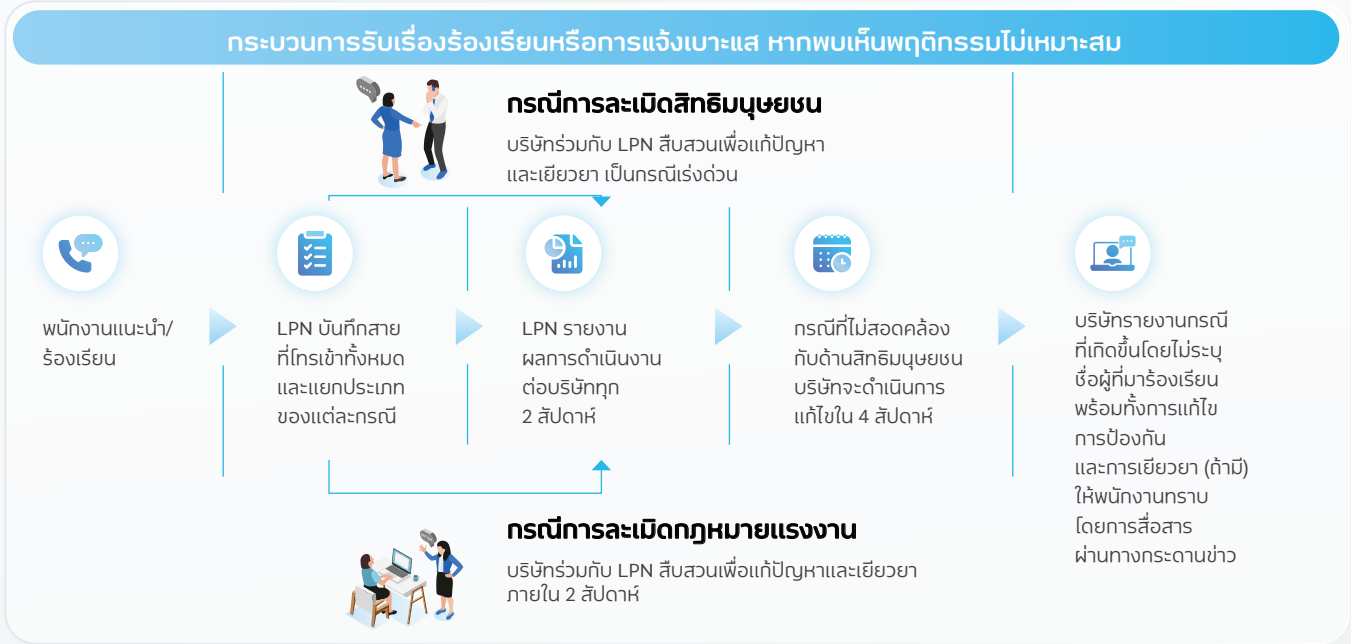 กระบวนการรับเรื่องร้องเรียนหรือการแจ้งเบาะแส หากพบเห็นพฤติกรรมไม่เหมาะสม
กรณีการละเมิดสิทธิมนุษยชน
บริษัทร่วมกับ LPN สืบสวนเพื่อแก้ปัญหา
และเยียวยา เป็นกรณีเร่งด่วน
พนักงานแนะนำ/
ร้องเรียน
LPN บันทึกสาย
ที่โทรเข้าทั้งหมด
และแยกประเภท
ของแต่ละกรณี
LPN รายงาน
ผลการดำเนินงาน
ต่อบริษัททุก
2 สัปดาห์
กรณีที่ไม่สอดคล้อง
กับด้านสิทธิมนุษยชน
บริษัทจะดำเนินการ
แก้ไขใน 4 สัปดาห์
บริษัทรายงานกรณี
ที่เกิดขึ้นโดยไม่ระบุ
ชื่อผู้ที่มาร้องเรียน
พร้อมทั้งการแก้ไข
การป้องกัน
และการเยียวยา (ถ้ามี)
ให้พนักงานทราบ
โดยการสื่อสาร
ผ่านทางกระดานข่าว
กรณีการละเมิดกฎหมายแรงงาน
บริษัทร่วมกับ LPN สืบสวนเพื่อแก้ปัญหาและเยียวยา
ภายใน 2 สัปดาห์